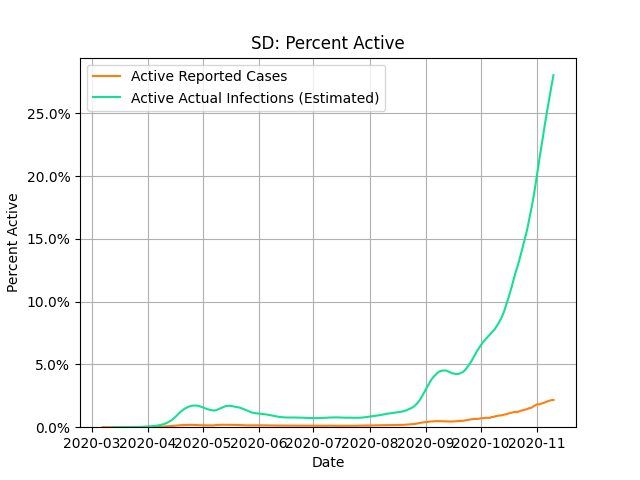 SD: Percent Active
Active Reported Cases
Active Actual Infections (Estimated)
Percent Active
25.0%
20.0%
15.0%
10.0%
5.0%
0.0%
2020-03 2020-04 2020-05 2020-06 2020-07 2020-08 2020-09 2020-10 2020-11
Date